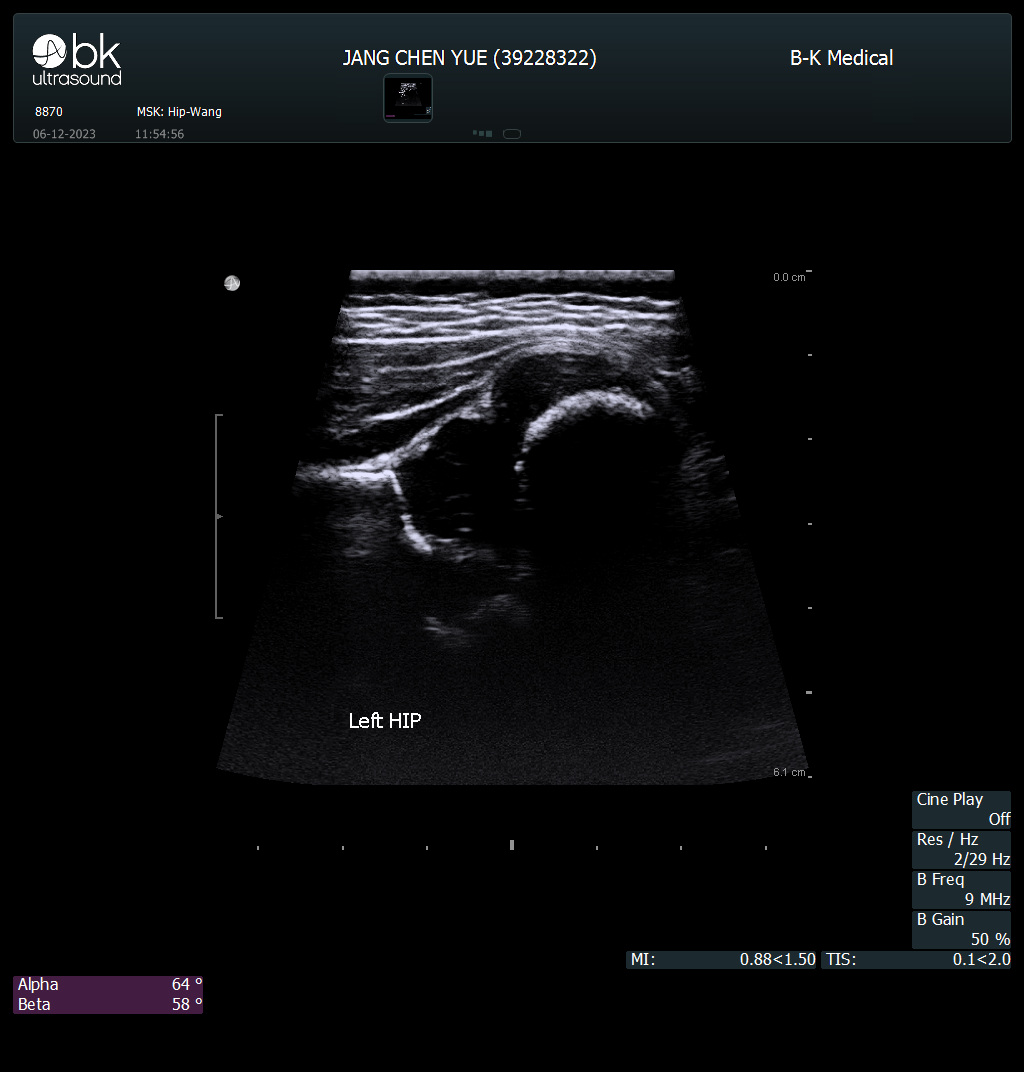 bk
ultrasound
JANG CHEN YUE (39228322)
B-K Medical
8870
MSK: Hip-Wang
06-12-2023
11:54:56
0.0 cm
Left HIP
6.1 cm
Cine Play
Off
Res / Hz
2/29 Hz
B Freq
9 MHz
B Gain
50 %
MI: 0.88<1.50
TIS: 0.1<2.0
Alpha 64 º
Beta 58 º